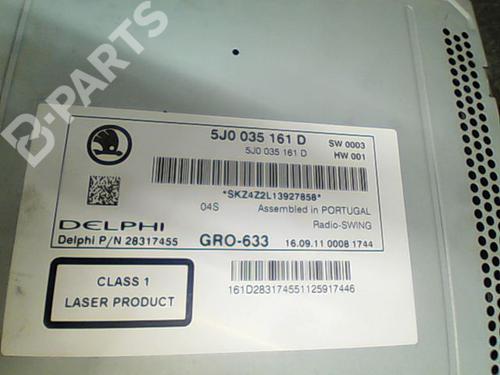 B-PARTS
5J0 035 161 D
SW 0003
5J0 035 161 D
HW 001
*SKZ4Z2L13927858*
04S
Assembled in PORTUGAL
Radio-SWING
DELPHI
Delphi P/N 28317455
GRO-633
16.09.11 0008 1744
CLASS 1
LASER PRODUCT
161D283174551125917446